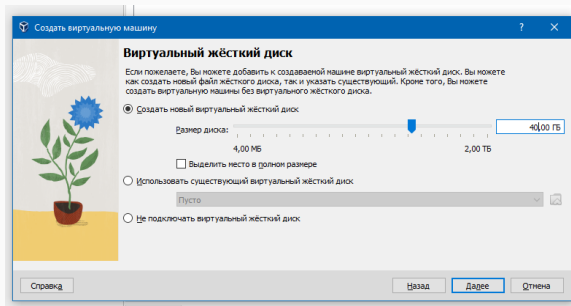 Создать виртуальную машину
Виртуальный жёсткий диск
Если пожелаете, Вы можете добавить к создаваемой машине виртуальный жёсткий диск. Вы можете
как создать новый файл жёсткого диска, так и указать существующий. Кроме того, Вы можете
создать виртуальную машины без виртуального жёсткого диска.
Создать новый виртуальный жёсткий диск
Размер диска:
40,00 ГБ
4,00 МБ 2,00 ТБ
Выделить место в полном размере
Использовать существующий виртуальный жёсткий диск
Пусто
Не подключать виртуальный жёсткий диск
Справка Назад Далее Отмена